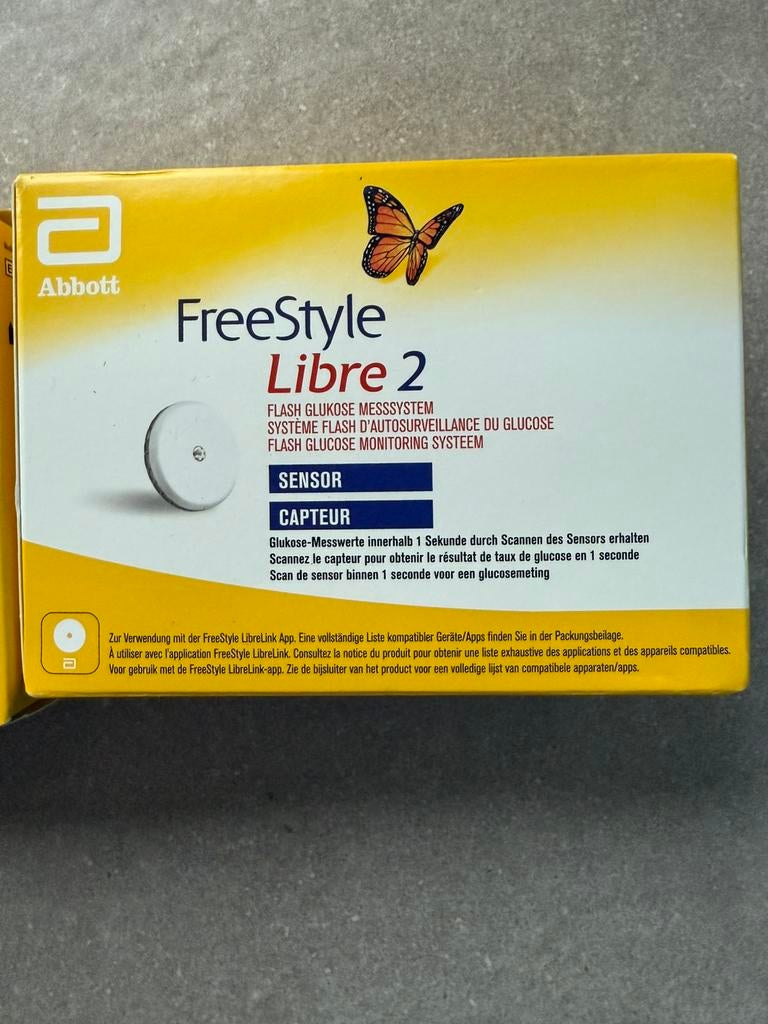 Abbott
FreeStyle
Libre 2
FLASH GLUKOSE MESSSYSTEM
SYSTÈME FLASH D'AUTOSURVEILLANCE DU GLUCOSE
FLASH GLUCOSE MONITORING SYSTEEM
SENSOR
CAPTEUR
Glukose-Messwerte innerhalb 1 Sekunde durch Scannen des Sensors erhalten
Scannez le capteur pour obtenir le résultat de taux de glucose en 1 seconde
Scan de sensor binnen 1 seconde voor een glucosemeting
Zur Verwendung mit der FreeStyle LibreLink App. Eine vollständige Liste kompatibler Geräte/Apps finden Sie in der Packungsbeilage.
À utiliser avec l'application FreeStyle LibreLink. Consultez la notice du produit pour obtenir une liste exhaustive des applications et des appareils compatibles.
Voor gebruik met de FreeStyle LibreLink-app. Zie de bijsluiter van het product voor een volledige lijst van compatibele apparaten/apps.